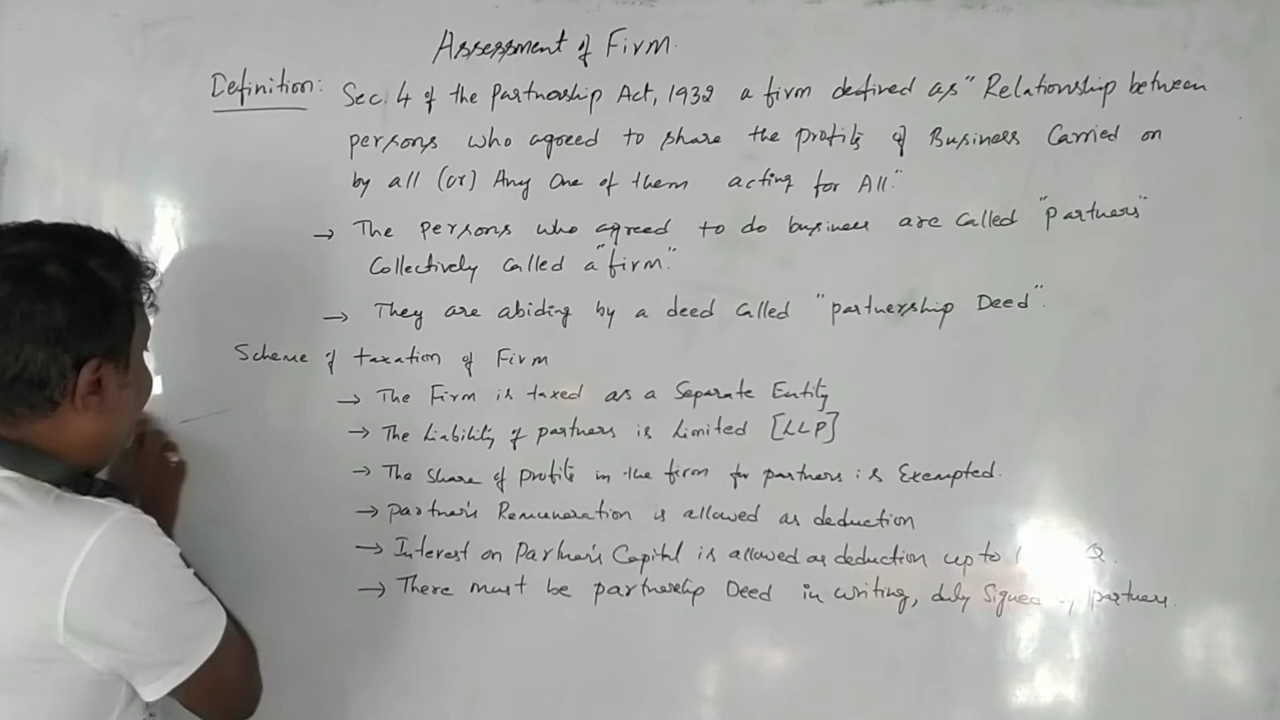 Assessment of Firm.
Definition: Sec. 4 of the Partnership Act, 1932 a firm defined as "Relationship between
persons who agreed to share the profits of Business Carried on
by all (or) Any One of them acting for All."
→ The persons who agreed to do business are called "partners"
Collectively called a "firm."
→ They are abiding by a deed called "partnership Deed".
Scheme of taxation of Firm
→ The Firm is taxed as a Separate Entity
→ The Liability of partners is Limited [LLP]
→ The Share of profits in the firm for partners is Exempted.
→ partner's Remuneration is allowed as deduction
→ Interest on Partner's Capital is allowed as deduction up to
→ There must be partnership Deed in writing, duly Signed partners.